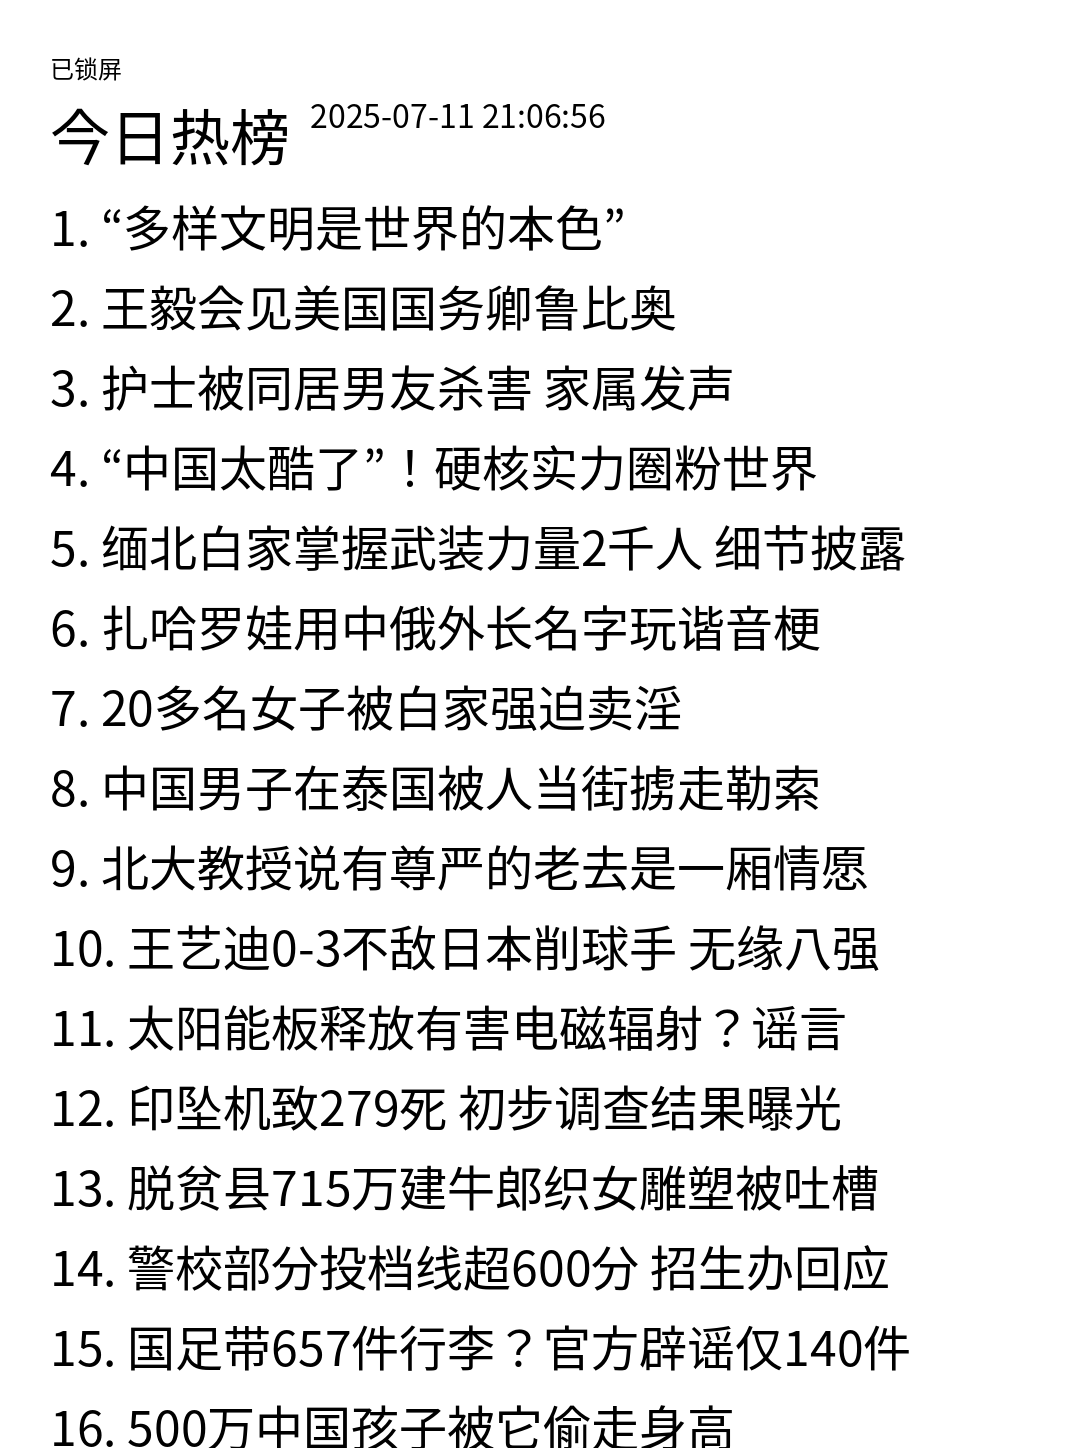 已锁屏
今日热榜 2025-07-11 21:06:56
1. “多样文明是世界的本色”
2. 王毅会见美国国务卿鲁比奥
3. 护士被同居男友杀害 家属发声
4. “中国太酷了”！硬核实力圈粉世界
5. 缅北白家掌握武装力量2千人 细节披露
6. 扎哈罗娃用中俄外长名字玩谐音梗
7. 20多名女子被白家强迫卖淫
8. 中国男子在泰国被人当街掳走勒索
9. 北大教授说有尊严的老去是一厢情愿
10. 王艺迪0-3不敌日本削球手 无缘八强
11. 太阳能板释放有害电磁辐射？谣言
12. 印坠机致279死 初步调查结果曝光
13. 脱贫县715万建牛郎织女雕塑被吐槽
14. 警校部分投档线超600分 招生办回应
15. 国足带657件行李？官方辟谣仅140件
16. 500万中国孩子被它偷走身高